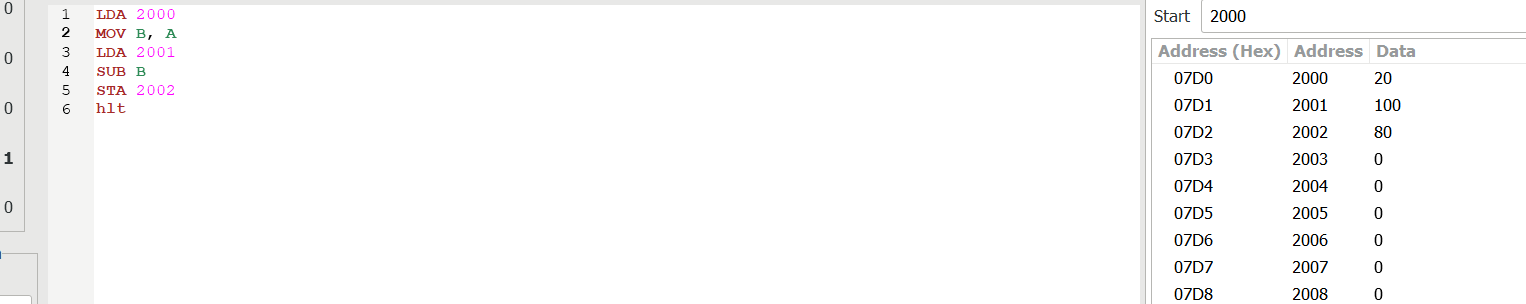 0
0
0
1
0
1 LDA 2000
2 MOV B, A
3 LDA 2001
4 SUB B
5 STA 2002
6 hlt
Start 2000
Address (Hex) Address Data
07D0 2000 20
07D1 2001 100
07D2 2002 80
07D3 2003 0
07D4 2004 0
07D5 2005 0
07D6 2006 0
07D7 2007 0
07D8 2008 0